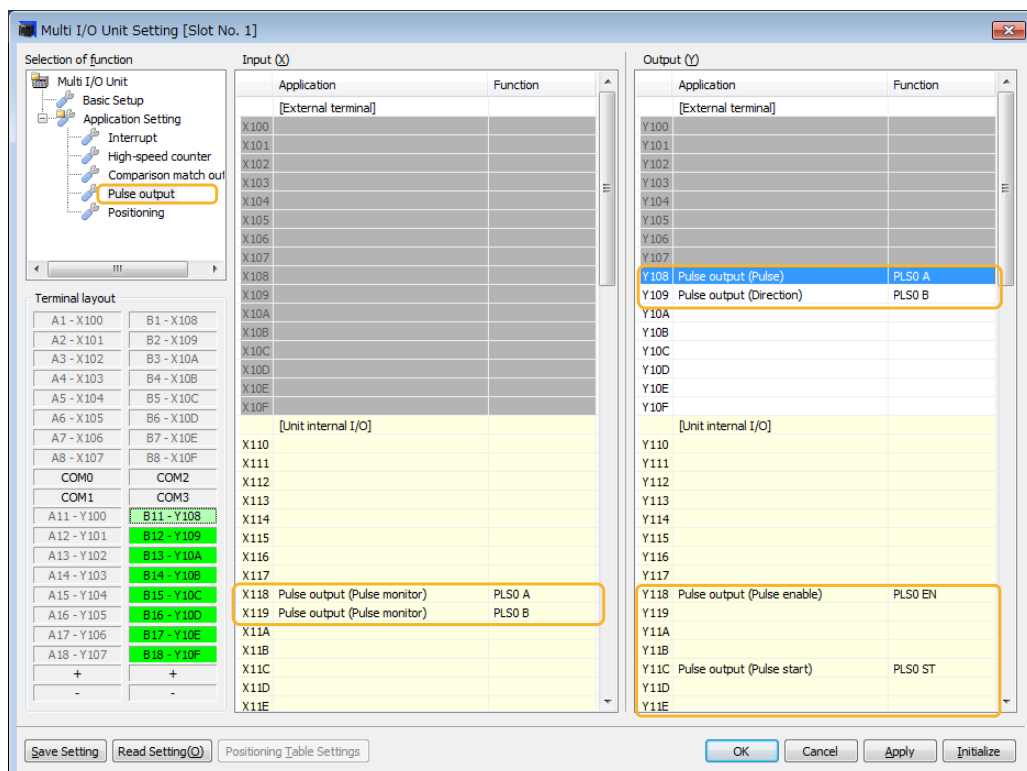 Multi I/O Unit Setting [Slot No. 1]
Selection of function
Multi I/O Unit
Basic Setup
Application Setting
Interrupt
High-speed counter
Comparison match out
Pulse output
Positioning
Terminal layout
A1 - X100 B1 - X108
A2 - X101 B2 - X109
A3 - X102 B3 - X10A
A4 - X103 B4 - X10B
A5 - X104 B5 - X10C
A6 - X105 B6 - X10D
A7 - X106 B7 - X10E
A8 - X107 B8 - X10F
COM0 COM2
COM1 COM3
A11 - Y100 B11 - Y108
A12 - Y101 B12 - Y109
A13 - Y102 B13 - Y10A
A14 - Y103 B14 - Y10B
A15 - Y104 B15 - Y10C
A16 - Y105 B16 - Y10D
A17 - Y106 B17 - Y10E
A18 - Y107 B18 - Y10F
+ +
- -
Input (X)
Application Function
[External terminal]
X100
X101
X102
X103
X104
X105
X106
X107
X108
X109
X10A
X10B
X10C
X10D
X10E
X10F
[Unit internal I/O]
X110
X111
X112
X113
X114
X115
X116
X117
X118 Pulse output (Pulse monitor) PLS0 A
X119 Pulse output (Pulse monitor) PLS0 B
X11A
X11B
X11C
X11D
X11E
Output (Y)
Application Function
[External terminal]
Y100
Y101
Y102
Y103
Y104
Y105
Y106
Y107
Y108 Pulse output (Pulse) PLS0 A
Y109 Pulse output (Direction) PLS0 B
Y10A
Y10B
Y10C
Y10D
Y10E
Y10F
[Unit internal I/O]
Y110
Y111
Y112
Y113
Y114
Y115
Y116
Y117
Y118 Pulse output (Pulse enable) PLS0 EN
Y119
Y11A
Y11B
Y11C Pulse output (Pulse start) PLS0 ST
Y11D
Y11E
Save Setting Read Setting(O) Positioning Table Settings OK Cancel Apply Initialize